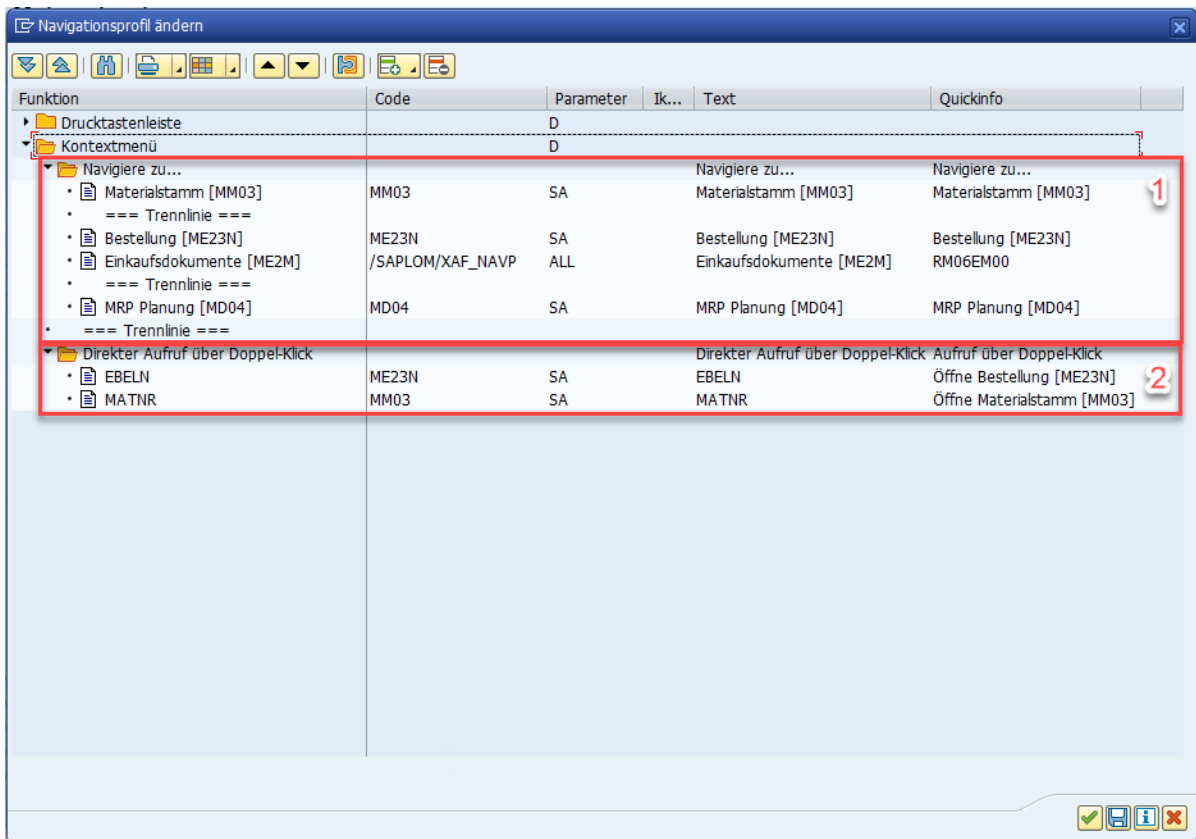 Navigationsprofil ändern
Funktion Code Parameter Ik... Text Quickinfo
Drucktastenleiste D
Kontextmenü D
Navigiere zu... Navigiere zu... Navigiere zu...
Materialstamm [MM03] MM03 SA Materialstamm [MM03] Materialstamm [MM03]
1
=== Trennlinie ===
Bestellung [ME23N] ME23N SA Bestellung [ME23N] Bestellung [ME23N]
Einkaufsdokumente [ME2M] /SAPLOM/XAF_NAVP ALL Einkaufsdokumente [ME2M] RM06EM00
=== Trennlinie ===
MRP Planung [MD04] MD04 SA MRP Planung [MD04] MRP Planung [MD04]
=== Trennlinie ===
Direkter Aufruf über Doppel-Klick Direkter Aufruf über Doppel-Klick Aufruf über Doppel-Klick
EBELN ME23N SA EBELN Öffne Bestellung [ME23N]
2
MATNR MM03 SA MATNR Öffne Materialstamm [MM03]